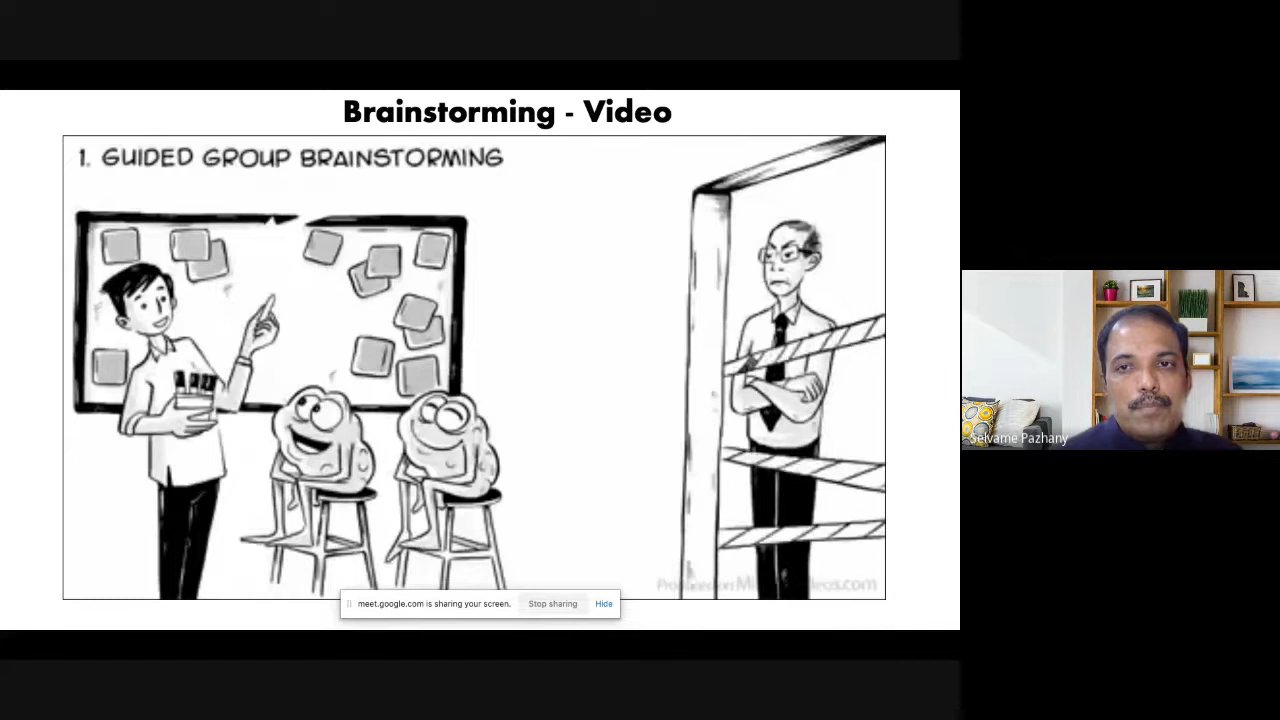 Brainstorming - Video
1. GUIDED GROUP BRAINSTORMING
meet.google.com is sharing your screen.
Stop sharing
Hide
Selvame Pazhany